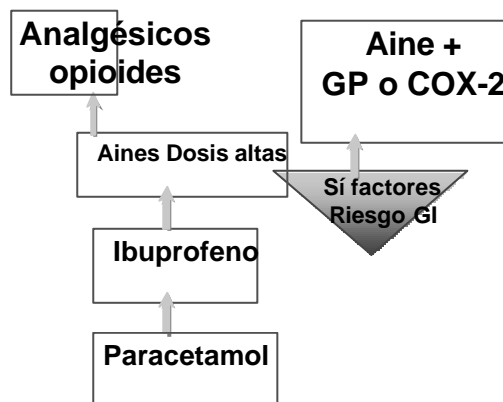 Analgésicos
opioides
Aine +
GP o COX-2
Aines Dosis altas
Sí factores
Riesgo GI
Ibuprofeno
Paracetamol